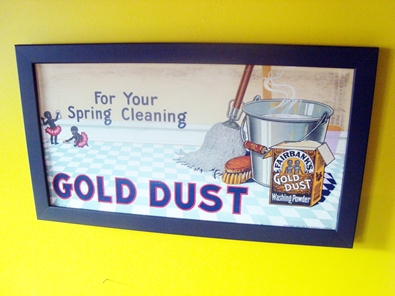 For Your
Spring Cleaning
FAIRBANK'S
GOLD
DUST
Washing Powder
GOLD DUST